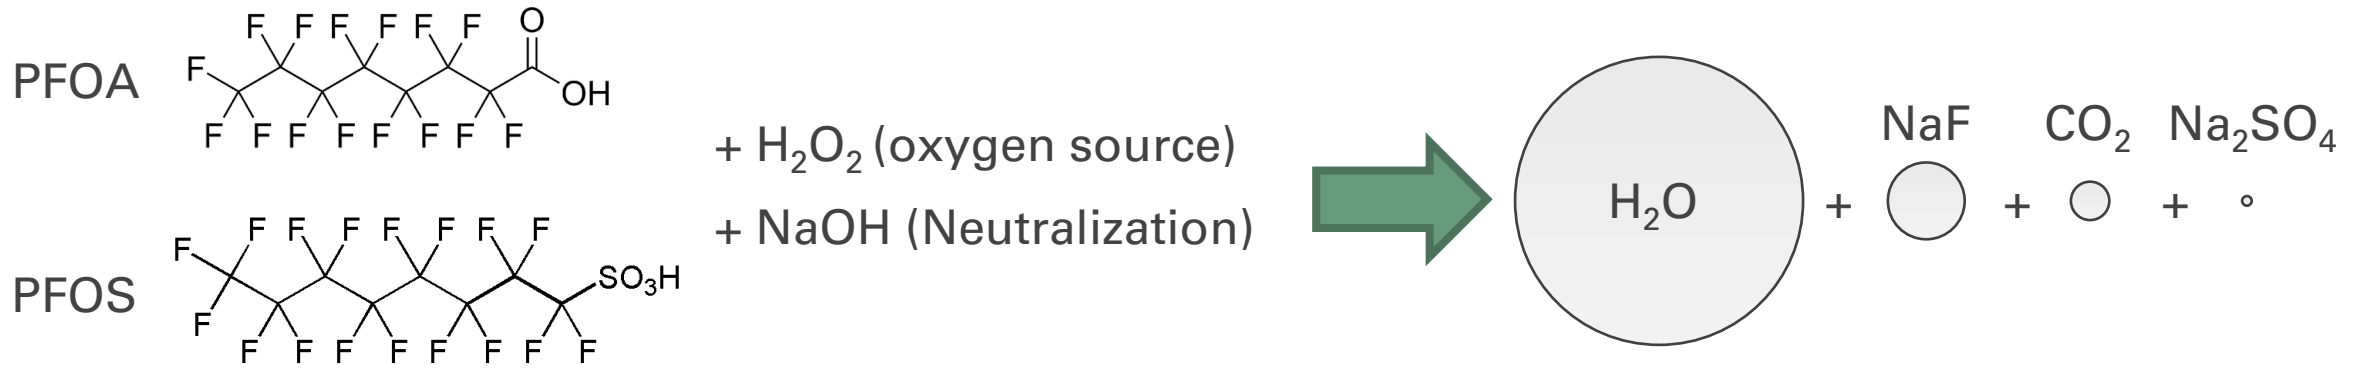 F F F F F F O
F
PFOA
OH
F F F F F F F F
+ H₂O₂ (oxygen source)
+ NaOH (Neutralization)
F F F F F F F
F
SO₃H
PFOS
F
F F F F F F F F
H₂O
+
NaF
+
CO₂
+
Na₂SO₄